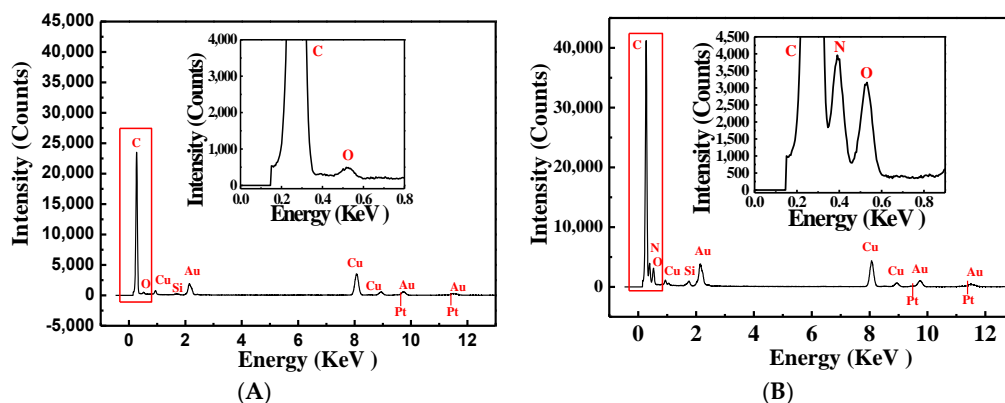 45,000
40,000
35,000
30,000
25,000
20,000
15,000
10,000
5,000
0
-5,000
Intensity (Counts)
0 2 4 6 8 10 12
Energy (KeV )
C
O
Cu
Si
Au
Cu
Cu
Au
Pt
Au
Pt
4,000
3,000
2,000
1,000
0
Intensity (Counts)
0.0 0.2 0.4 0.6 0.8
Energy (KeV )
C
O
(A)
40,000
30,000
20,000
10,000
0
Intensity (Counts)
0 2 4 6 8 10 12
Energy (KeV )
C
N
O
Cu
Si
Au
Cu
Cu
Au
Pt
Au
Pt
4,500
4,000
3,500
3,000
2,500
2,000
1,500
1,000
500
0
Intensity (Counts)
0.0 0.2 0.4 0.6 0.8
Energy (KeV )
C
N
O
(B)